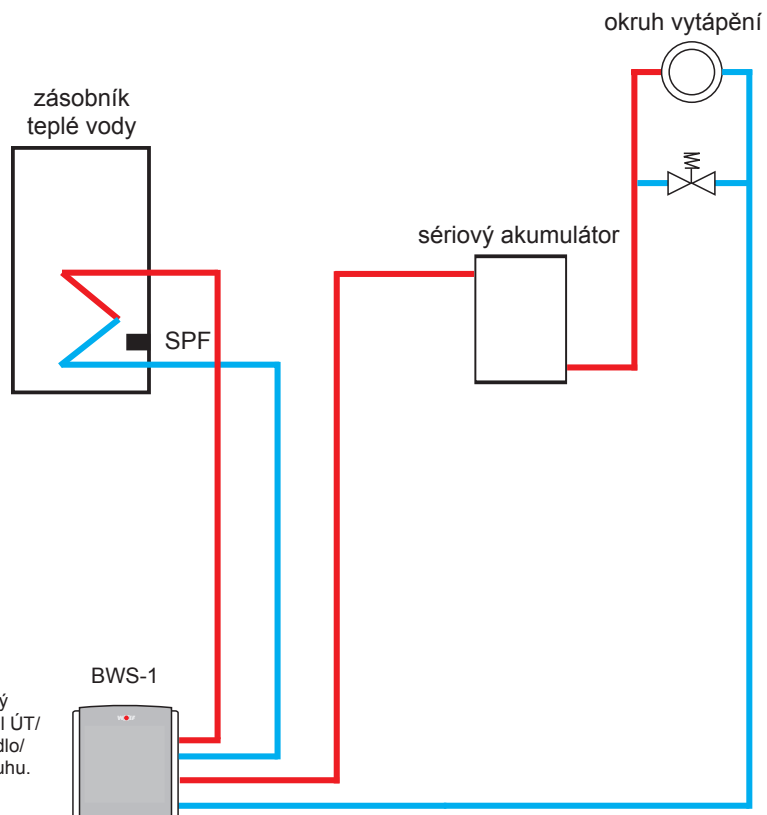 okruh vytápění
zásobník
teplé vody
sériový akumulátor
SPF
BWS-1
ý
l ÚT/
dlo/
uhu.